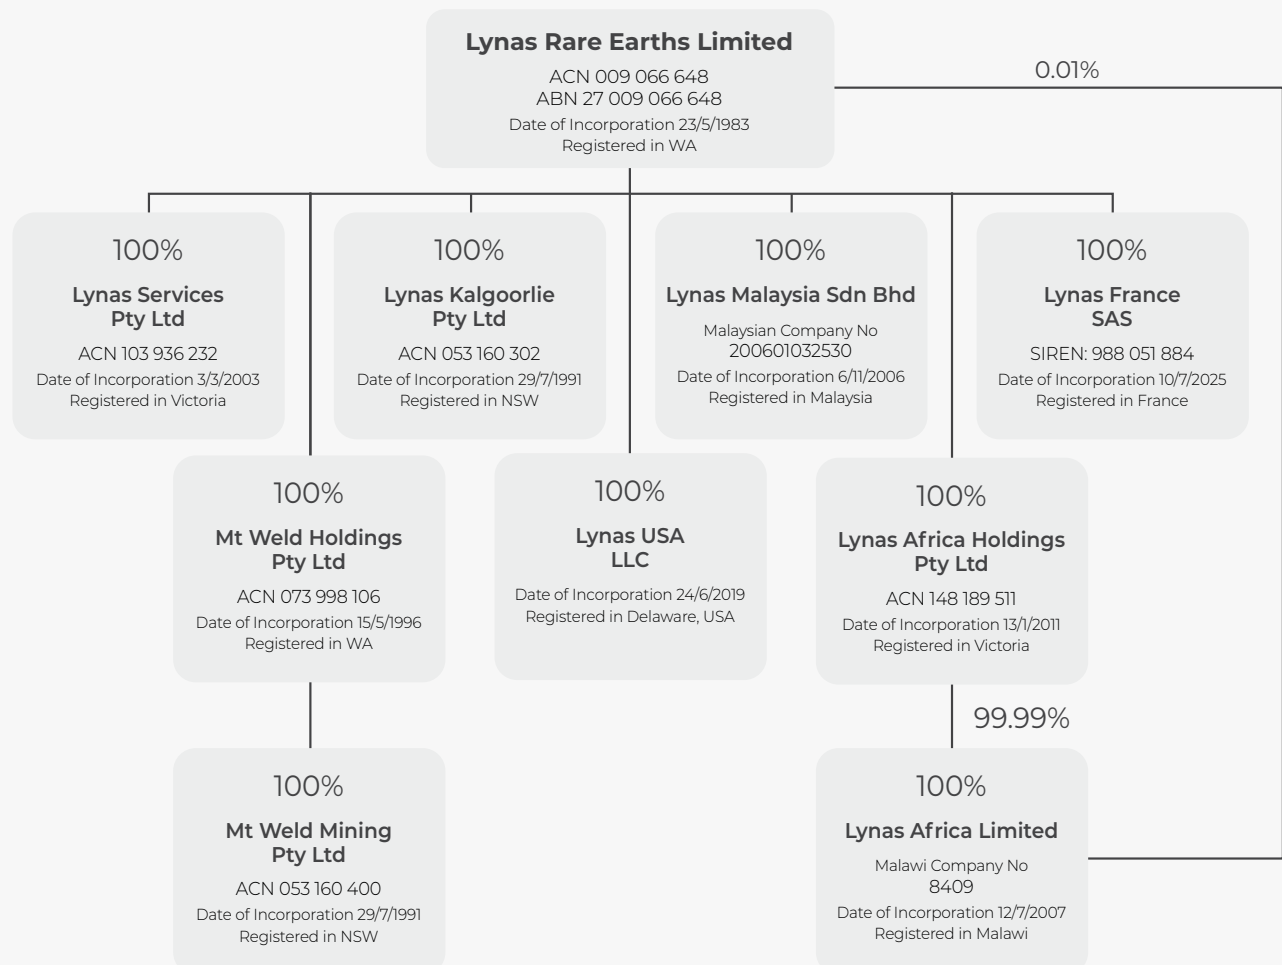 Lynas Rare Earths Limited
ACN 009 066 648
ABN 27 009 066 648
Date of Incorporation 23/5/1983
Registered in WA
0.01%
100%
Lynas Services
Pty Ltd
ACN 103 936 232
Date of Incorporation 3/3/2003
Registered in Victoria
100%
Lynas Kalgoorlie
Pty Ltd
ACN 053 160 302
Date of Incorporation 29/7/1991
Registered in NSW
100%
Lynas Malaysia Sdn Bhd
Malaysian Company No
200601032530
Date of Incorporation 6/11/2006
Registered in Malaysia
100%
Lynas France
SAS
SIREN: 988 051 884
Date of Incorporation 10/7/2025
Registered in France
100%
Mt Weld Holdings
Pty Ltd
ACN 073 998 106
Date of Incorporation 15/5/1996
Registered in WA
100%
Lynas USA
LLC
Date of Incorporation 24/6/2019
Registered in Delaware, USA
100%
Lynas Africa Holdings
Pty Ltd
ACN 148 189 511
Date of Incorporation 13/1/2011
Registered in Victoria
99.99%
100%
Mt Weld Mining
Pty Ltd
ACN 053 160 400
Date of Incorporation 29/7/1991
Registered in NSW
100%
Lynas Africa Limited
Malawi Company No
8409
Date of Incorporation 12/7/2007
Registered in Malawi